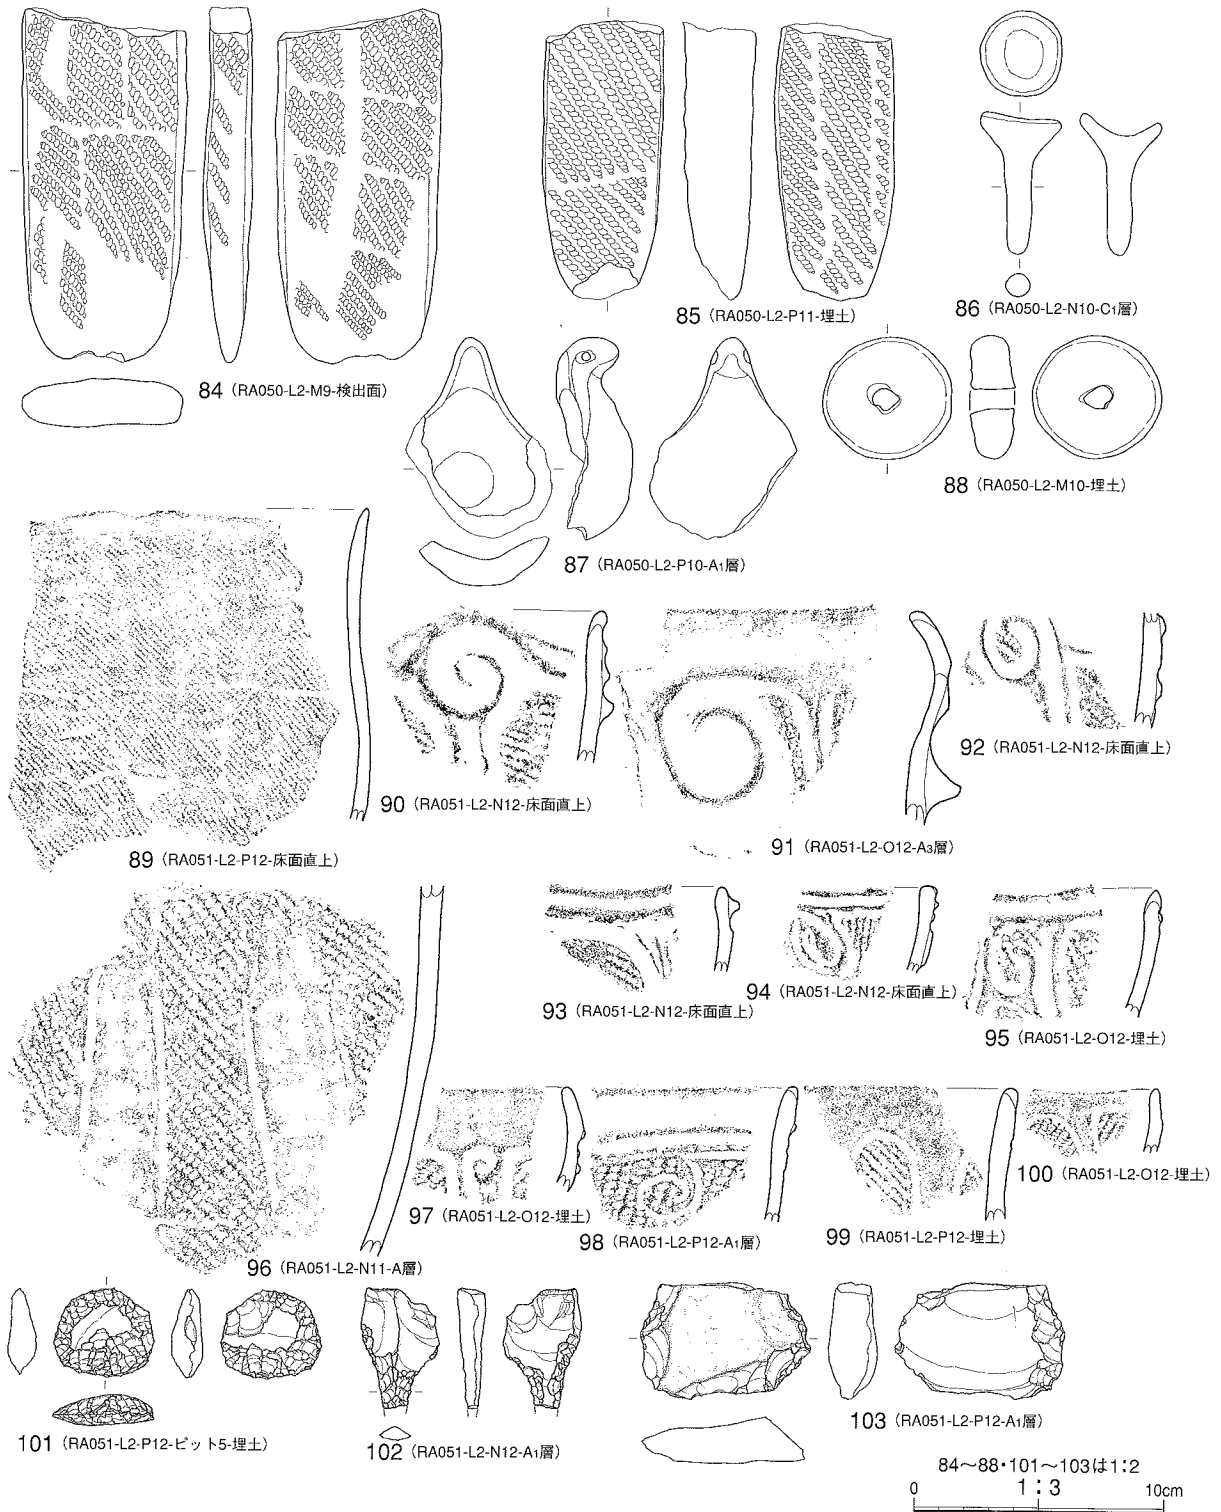 84 (RA050-L2-M9-検出面)
85 (RA050-L2-P11-埋土)
86 (RA050-L2-N10-C1層)
87 (RA050-L2-P10-A1層)
88 (RA050-L2-M10-埋土)
89 (RA051-L2-P12-床面直上)
90 (RA051-L2-N12-床面直上)
91 (RA051-L2-O12-A3層)
92 (RA051-L2-N12-床面直上)
93 (RA051-L2-N12-床面直上)
94 (RA051-L2-N12-床面直上)
95 (RA051-L2-O12-埋土)
96 (RA051-L2-N11-A層)
97 (RA051-L2-O12-埋土)
98 (RA051-L2-P12-A1層)
99 (RA051-L2-P12-埋土)
100 (RA051-L2-O12-埋土)
101 (RA051-L2-P12-ピット5-埋土)
102 (RA051-L2-N12-A1層)
103 (RA051-L2-P12-A1層)
84～88・101～103は1:2
1:3
0 10cm